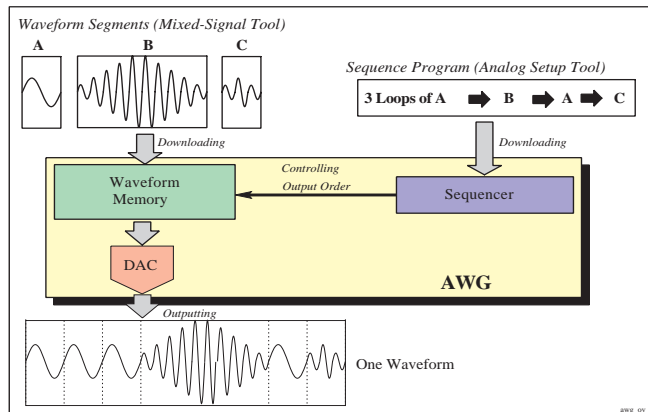 Waveform Segments (Mixed-Signal Tool)
A
B
C
Sequence Program (Analog Setup Tool)
3 Loops of A B A C
Downloading
Downloading
Waveform
Memory
Controlling
Output Order
Sequencer
DAC
AWG
Outputting
One Waveform
awg_ov